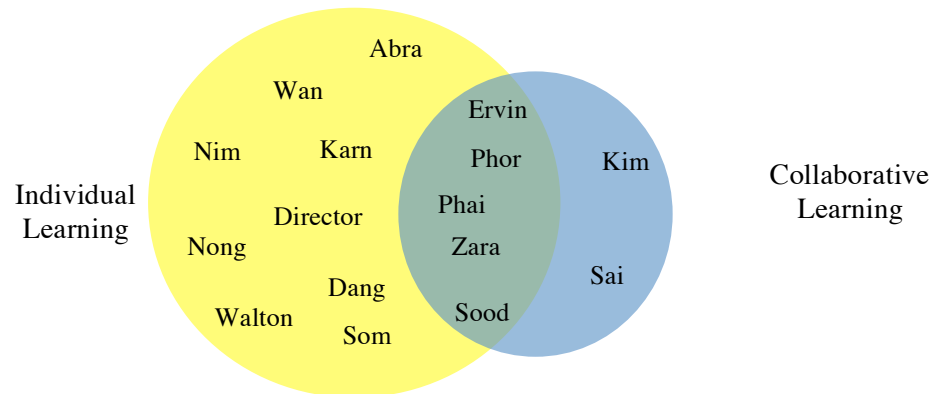 Abra
Wan
Ervin
Nim
Karn
Phor
Kim
Individual
Learning
Collaborative
Learning
Phai
Director
Nong
Zara
Sai
Dang
Walton
Sood
Som